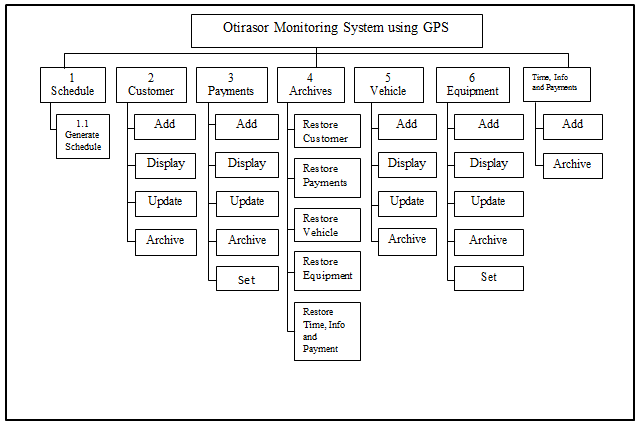 Otirasor Monitoring System using GPS
1
Schedule
1.1
Generate
Schedule
2
Customer
Add
Display
Update
Archive
3
Payments
Add
Display
Update
Archive
Set
4
Archives
Restore
Customer
Restore
Payments
Restore
Vehicle
Restore
Equipment
Restore
Time, Info
and
Payment
5
Vehicle
Add
Display
Update
Archive
6
Equipment
Add
Display
Update
Archive
Set
Time, Info
and Payments
Add
Archive